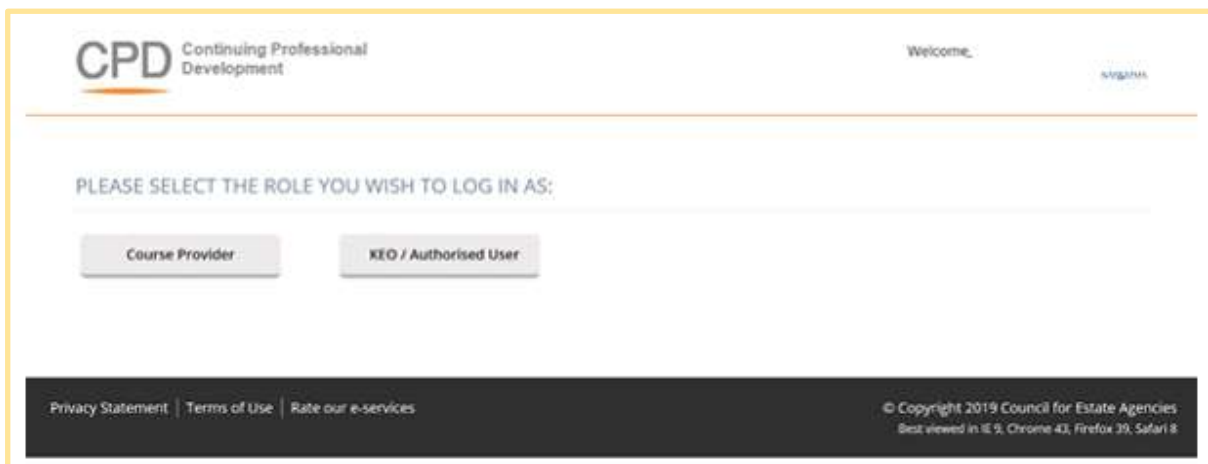 CPD Continuing Professional
Development
Welcome,
PLEASE SELECT THE ROLE YOU WISH TO LOG IN AS:
Course Provider
KEO / Authorised User
Privacy Statement | Terms of Use | Rate our e-services
© Copyright 2019 Council for Estate Agencies
Best viewed in IE 9, Chrome 43, Firefox 39, Safari 8